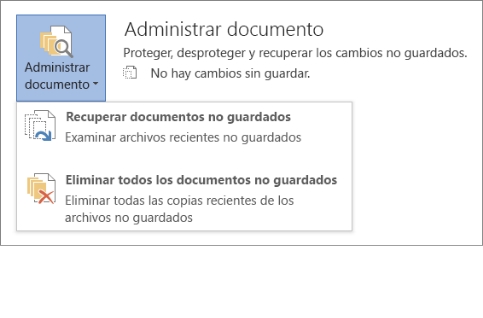 Administrar documento
Proteger, desproteger y recuperar los cambios no guardados.
No hay cambios sin guardar.
Administrar
documento
Recuperar documentos no guardados
Examinar archivos recientes no guardados
Eliminar todos los documentos no guardados
Eliminar todas las copias recientes de los
archivos no guardados